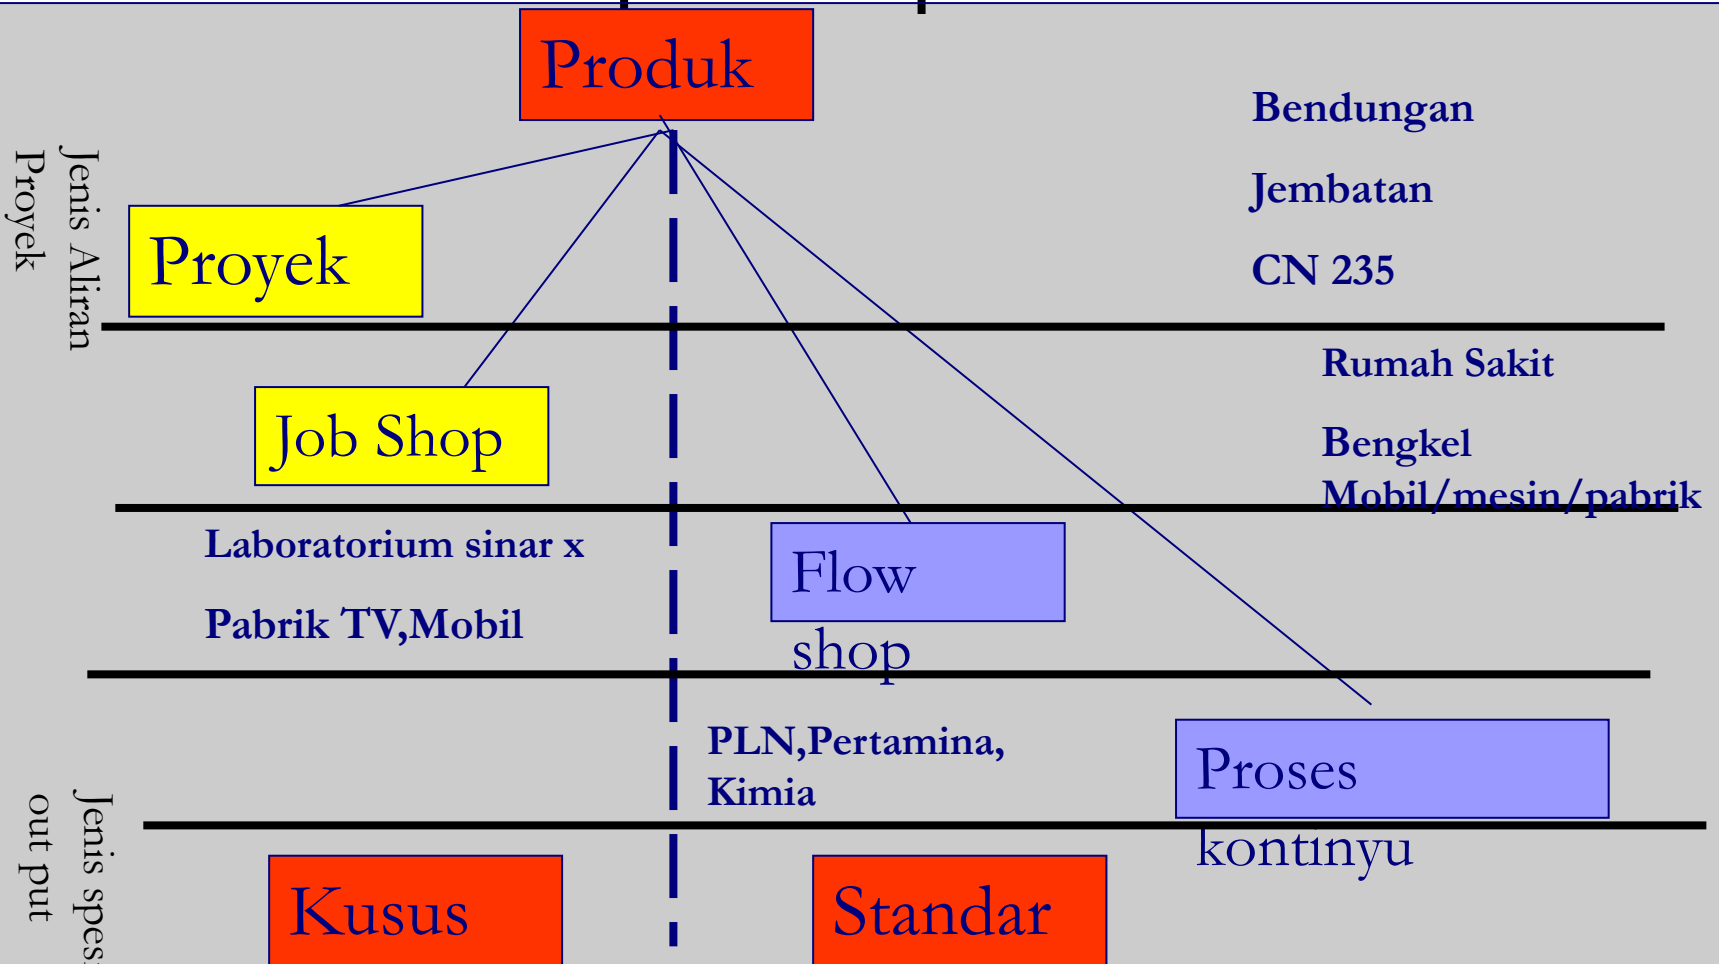 Produk
Bendungan
Jembatan
CN 235
Jenis Aliran
Proyek
Proyek
Rumah Sakit
Job Shop
Bengkel
Mobil/mesin/pabrik
Laboratorium sinar x
Pabrik TV,Mobil
Flow
shop
PLN,Pertamina,
Kimia
Proses
kontinyu
Jenis
out put
Kusus
Standar